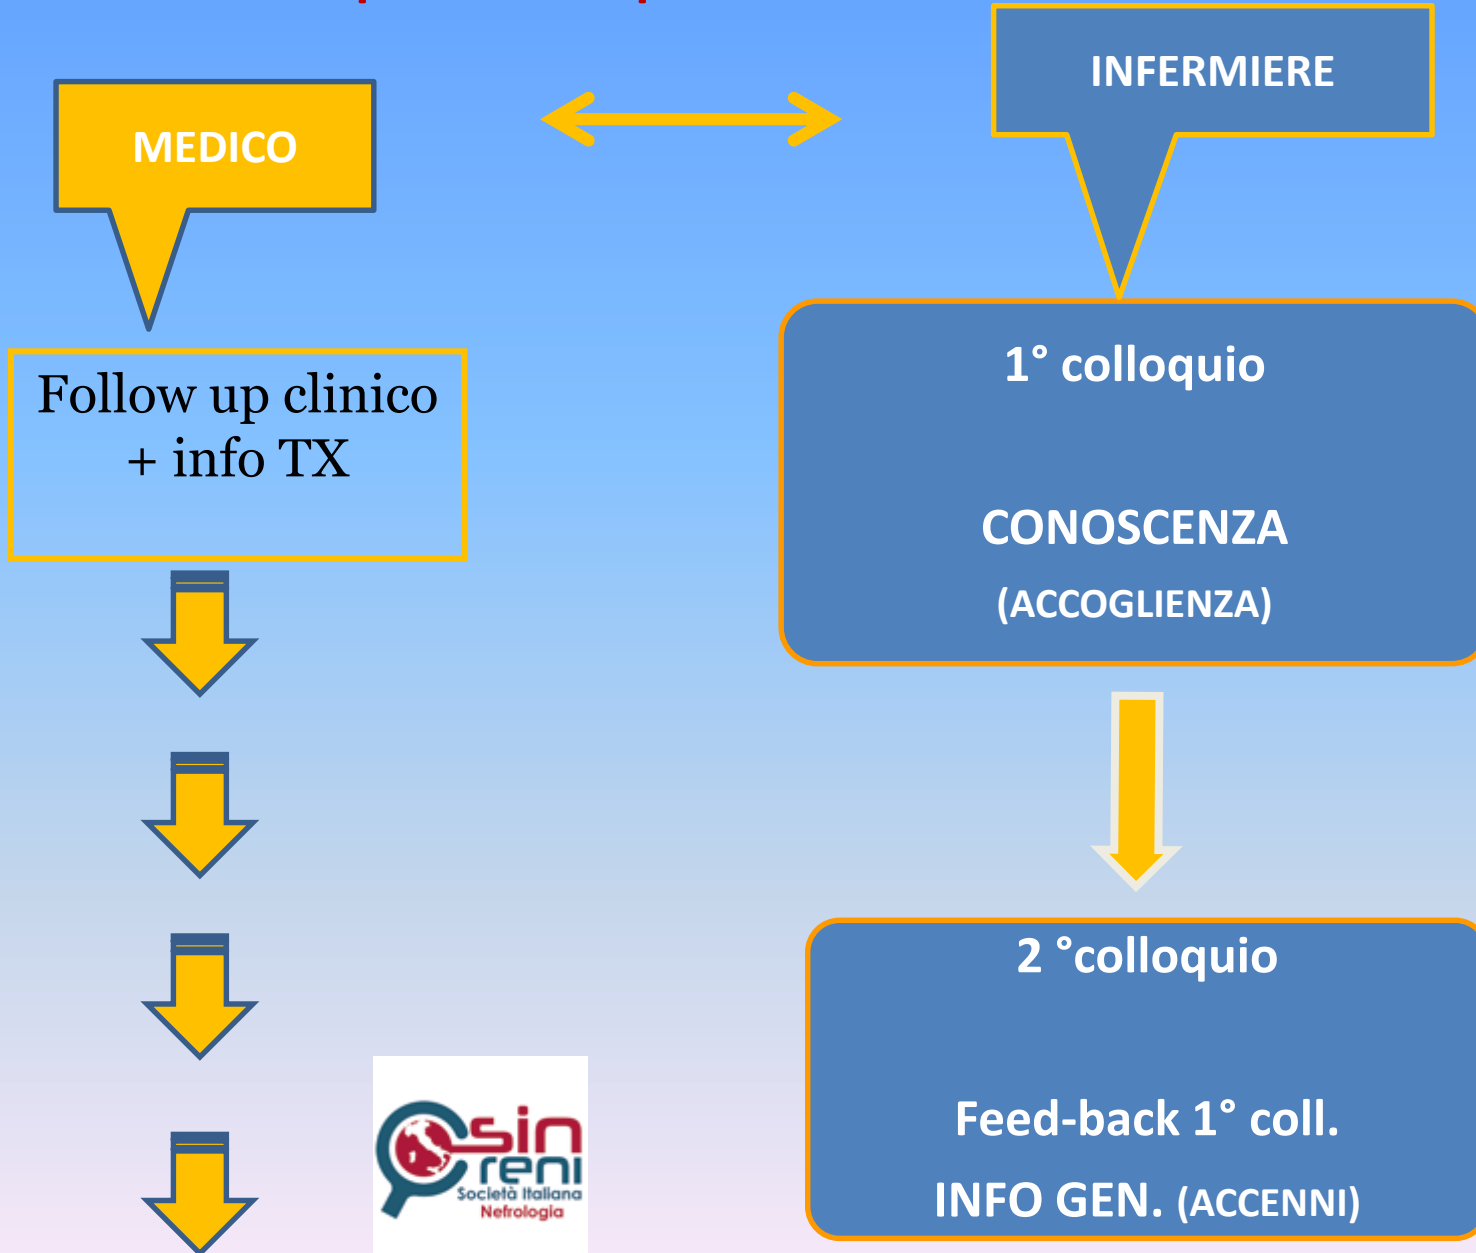 MEDICO
INFERMIERE
Follow up clinico
+ info TX
1° colloquio
CONOSCENZA
(ACCOGLIENZA)
2 °colloquio
Feed-back 1° coll.
INFO GEN. (ACCENNI)
sin
reni
Società Italiana
Nefrologia